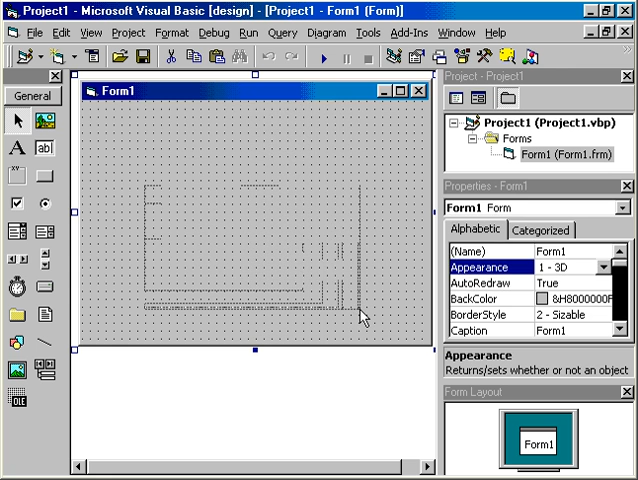 Project1 - Microsoft Visual Basic [design] - [Project1 - Form1 (Form)]
File Edit View Project Format Debug Run Query Diagram Tools Add-Ins Window Help
General
A
ab|
xy
OLE
Form1
Project - Project1
Project1 (Project1.vbp)
Forms
Form1 (Form1.frm)
Properties - Form1
Form1 Form
Alphabetic Categorized
(Name) Form1
Appearance 1 - 3D
AutoRedraw True
BackColor &H8000000F
BorderStyle 2 - Sizable
Caption Form1
Appearance
Returns/sets whether or not an object
Form Layout
Form1